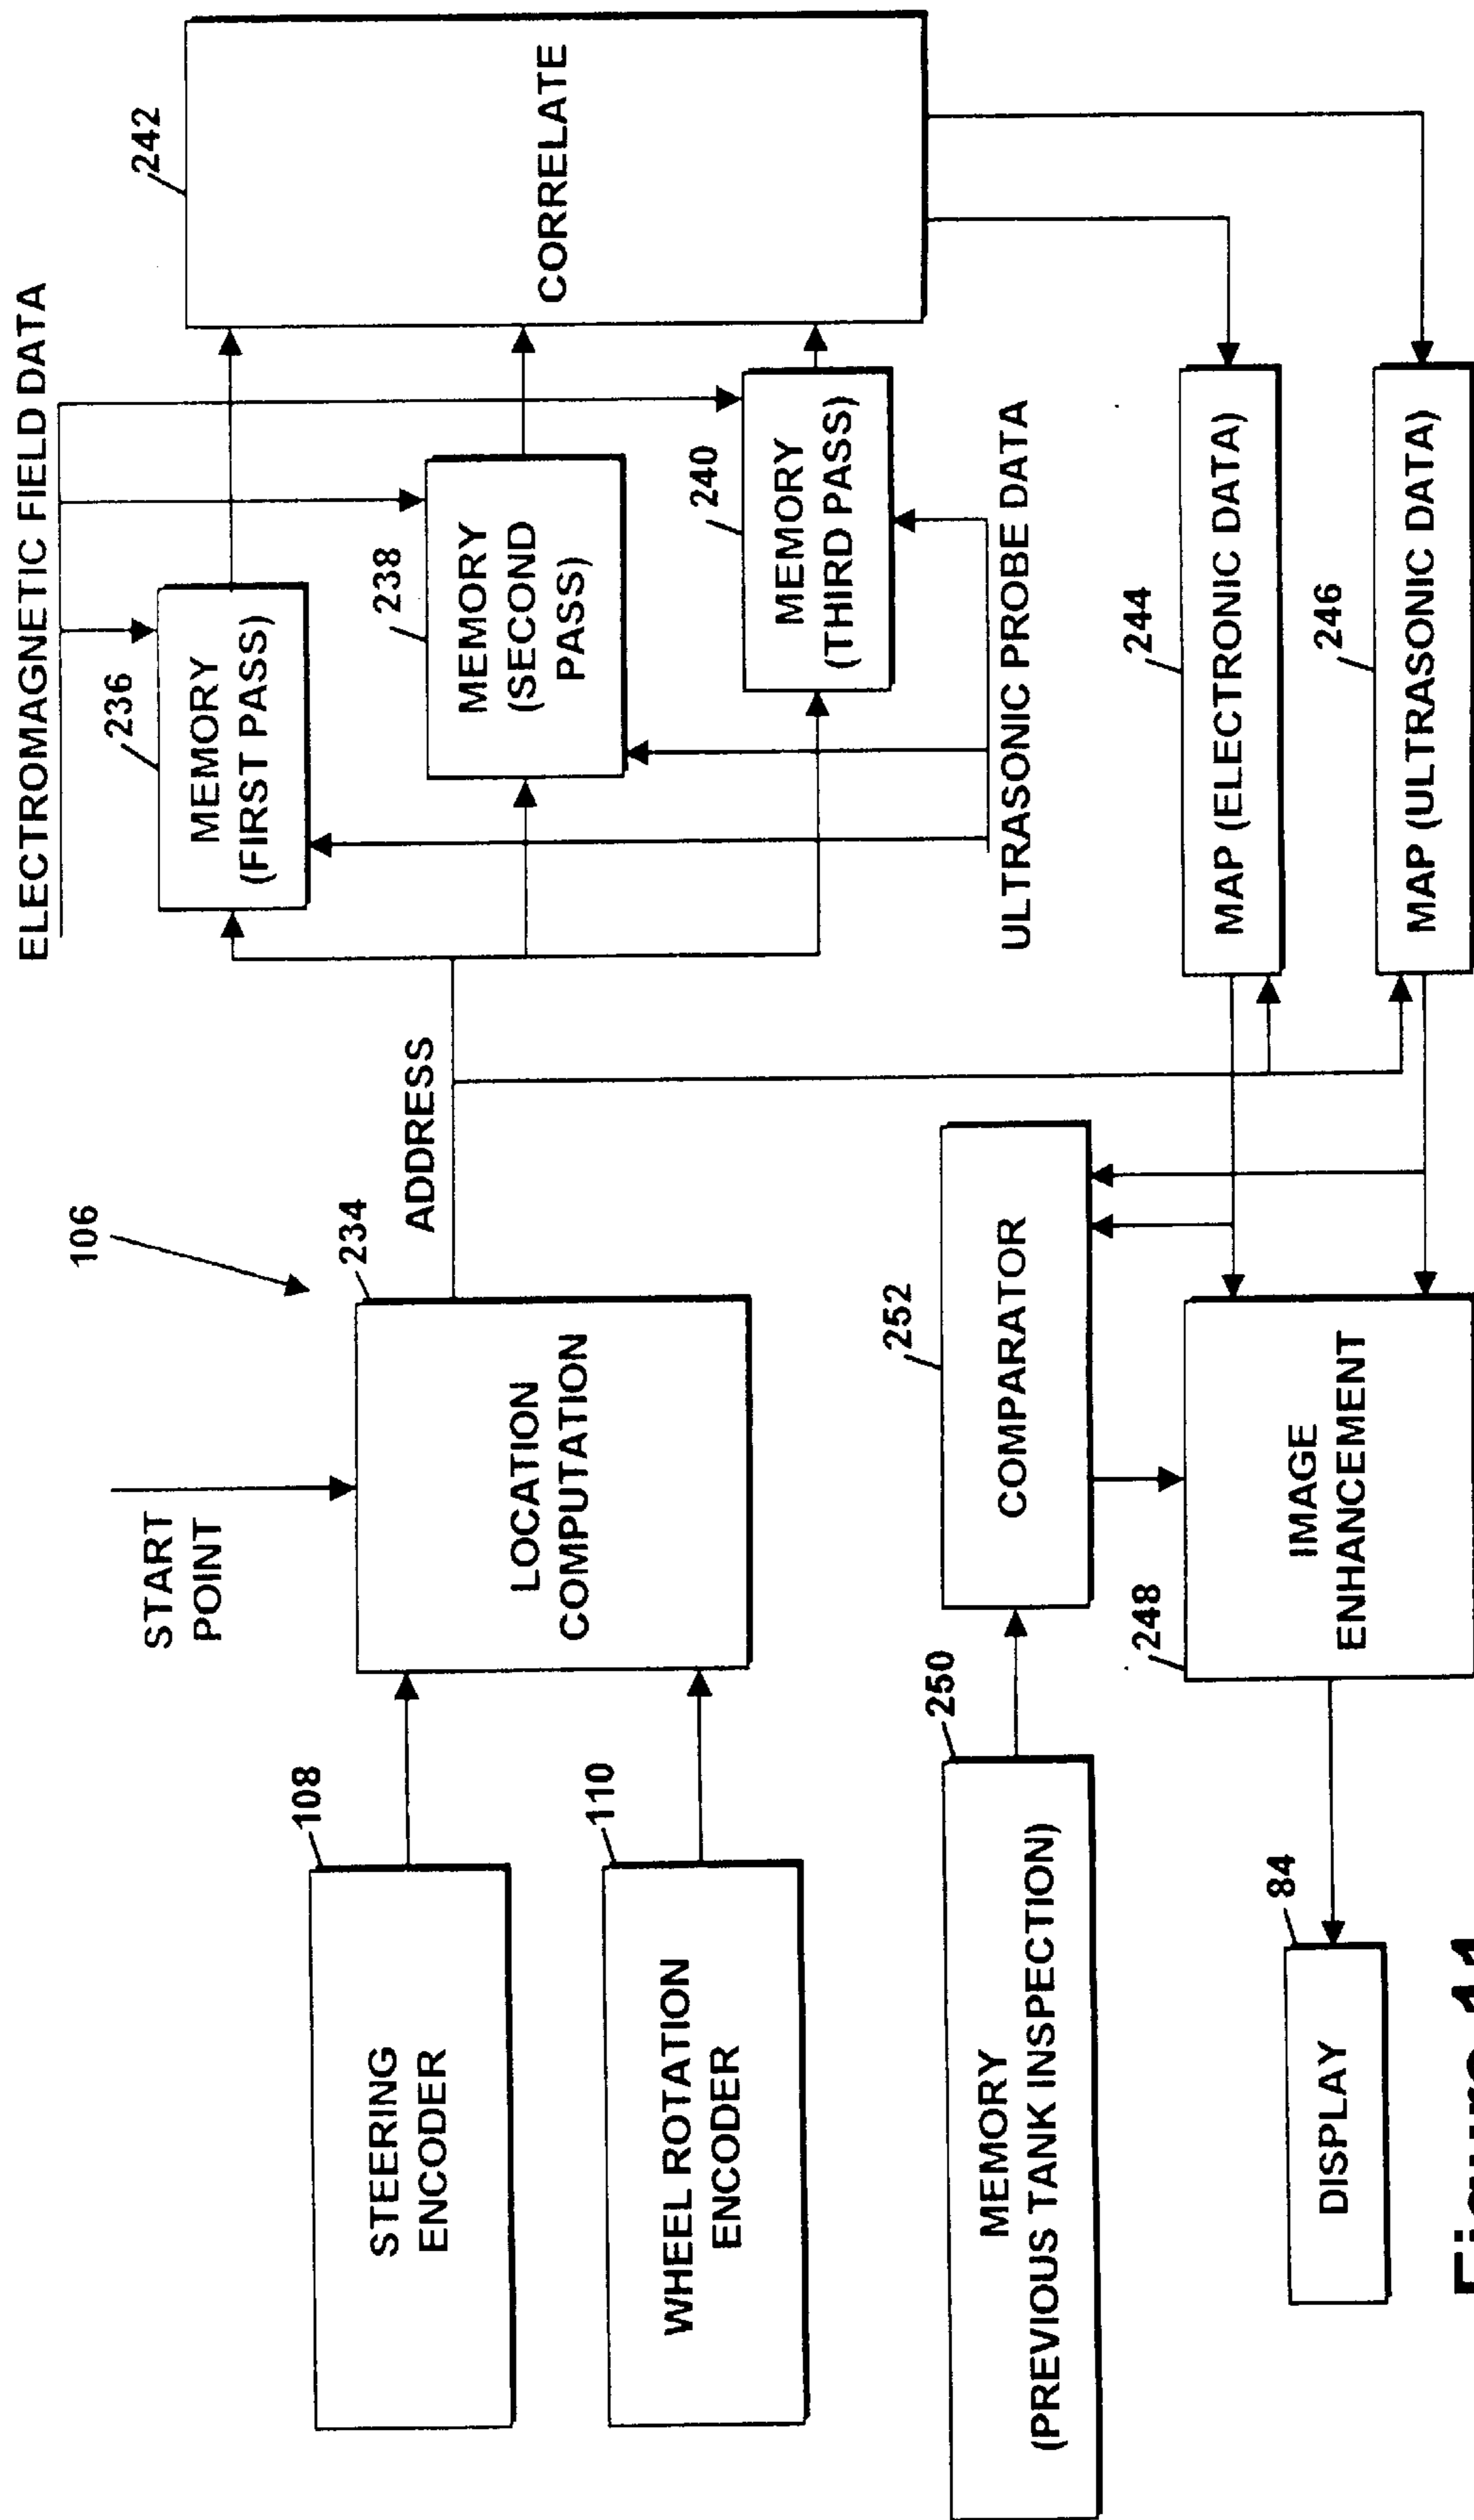 ELECTROMAGNETIC FIELD DATA
106
START
POINT
108
STEERING
ENCODER
110
WHEEL ROTATION
ENCODER
234
LOCATION
COMPUTATION
ADDRESS
236
MEMORY
(FIRST PASS)
238
MEMORY
(SECOND
PASS)
240
MEMORY
(THIRD PASS)
242
CORRELATE
ULTRASONIC PROBE DATA
250
MEMORY
(PREVIOUS TANK INSPECTION)
252
COMPARATOR
244
MAP (ELECTRONIC DATA)
84
DISPLAY
248
IMAGE
ENHANCEMENT
246
MAP (ULTRASONIC DATA)
Figure 11